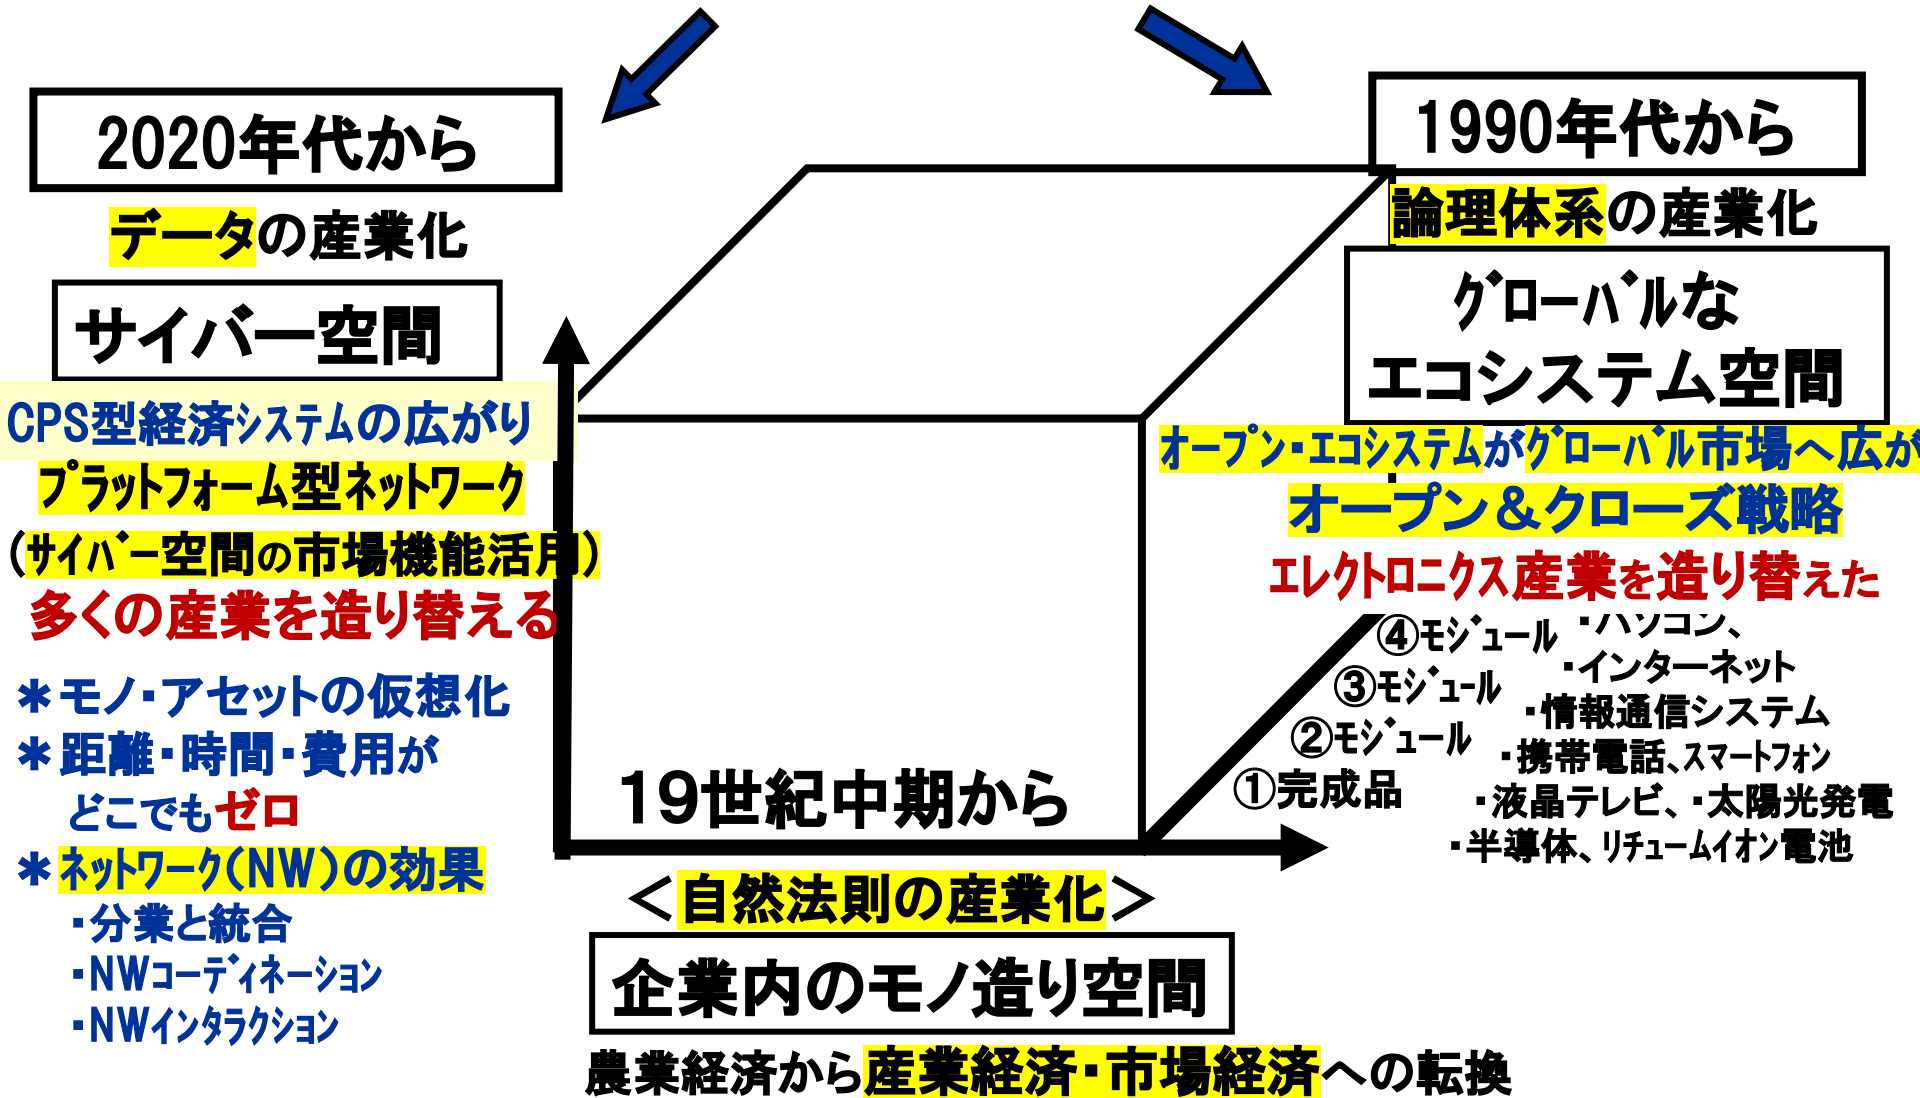 2020年代から
データの産業化
サイバー空間
CPS型経済ｼｽﾃﾑの広がり
ﾌﾟﾗｯﾄﾌｫｰﾑ型ﾈｯﾄﾜｰｸ
(ｻｲﾊﾞｰ空間の市場機能活用)
多くの産業を造り替える
＊モノ・アセットの仮想化
＊距離・時間・費用が
どこでもゼロ
＊ﾈｯﾄﾜｰｸ(NW)の効果
・分業と統合
・NWｺｰﾃﾞｨﾈｰｼｮﾝ
・NWｲﾝﾀﾗｸｼｮﾝ
1990年代から
論理体系の産業化
ｸﾞﾛｰﾊﾞﾙな
エコシステム空間
ｵｰﾌﾟﾝ・ｴｺｼｽﾃﾑがｸﾞﾛｰﾊﾞﾙ市場へ広が
オープン＆クローズ戦略
ｴﾚｸﾄﾛﾆｸｽ産業を造り替えた
④ﾓｼﾞｭｰﾙ
③ﾓｼﾞｭｰﾙ
②ﾓｼﾞｭｰﾙ
①完成品
・パソコン、
・インターネット
・情報通信システム
・携帯電話、ｽﾏｰﾄﾌｫﾝ
・液晶テレビ、・太陽光発電
・半導体、ﾘﾁｭｰﾑｲｵﾝ電池
19世紀中期から
＜自然法則の産業化＞
企業内のモノ造り空間
農業経済から産業経済・市場経済への転換